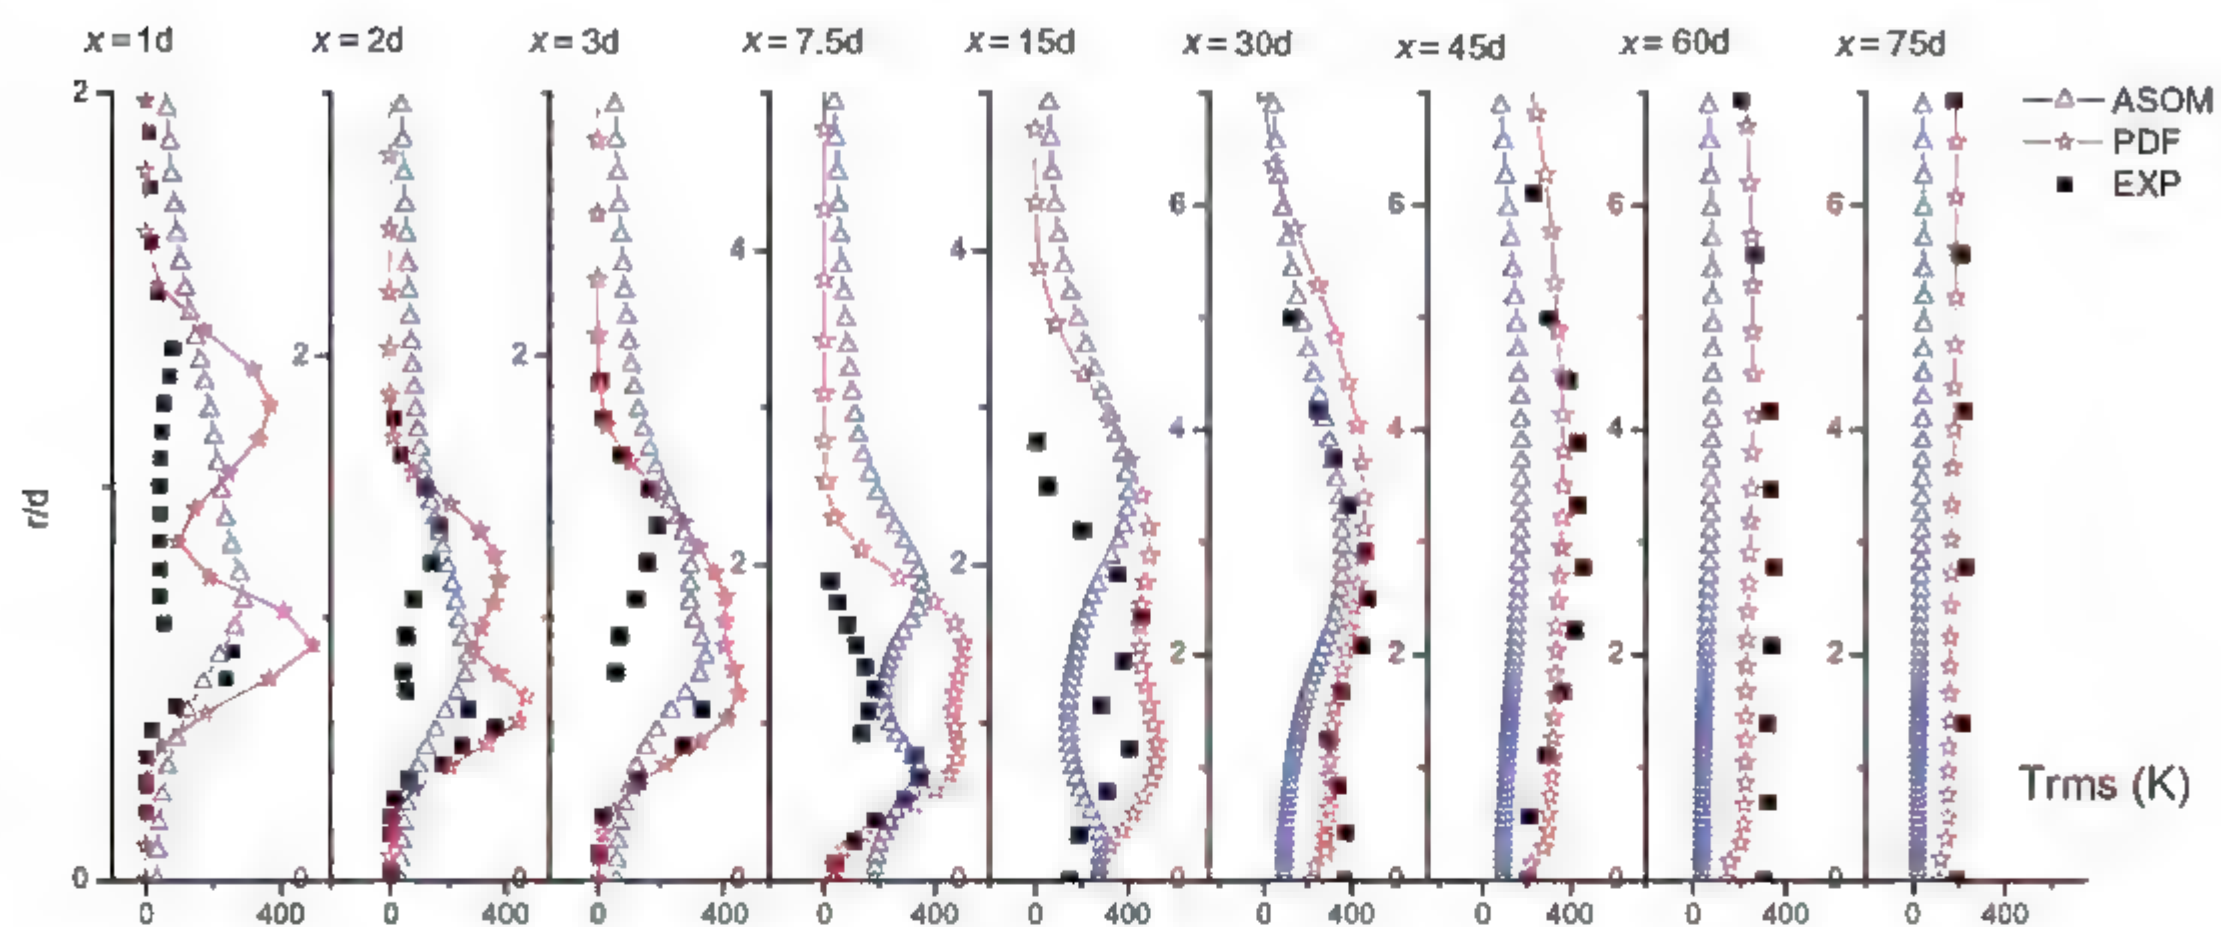 x=1d x=2d x=3d x=7.5d x=15d x=30d x=45d x=60d x=75d
2
ASOM
PDF
EXP
6 6 6 6
4 4
2 2
4 4 4 4
r/d
2 2
2 2 2 2
Trms (K)
0 0 0 0 0 0 0 0 0
0 400 0 400 0 400 0 400 0 400 0 400 0 400 0 400 0 400